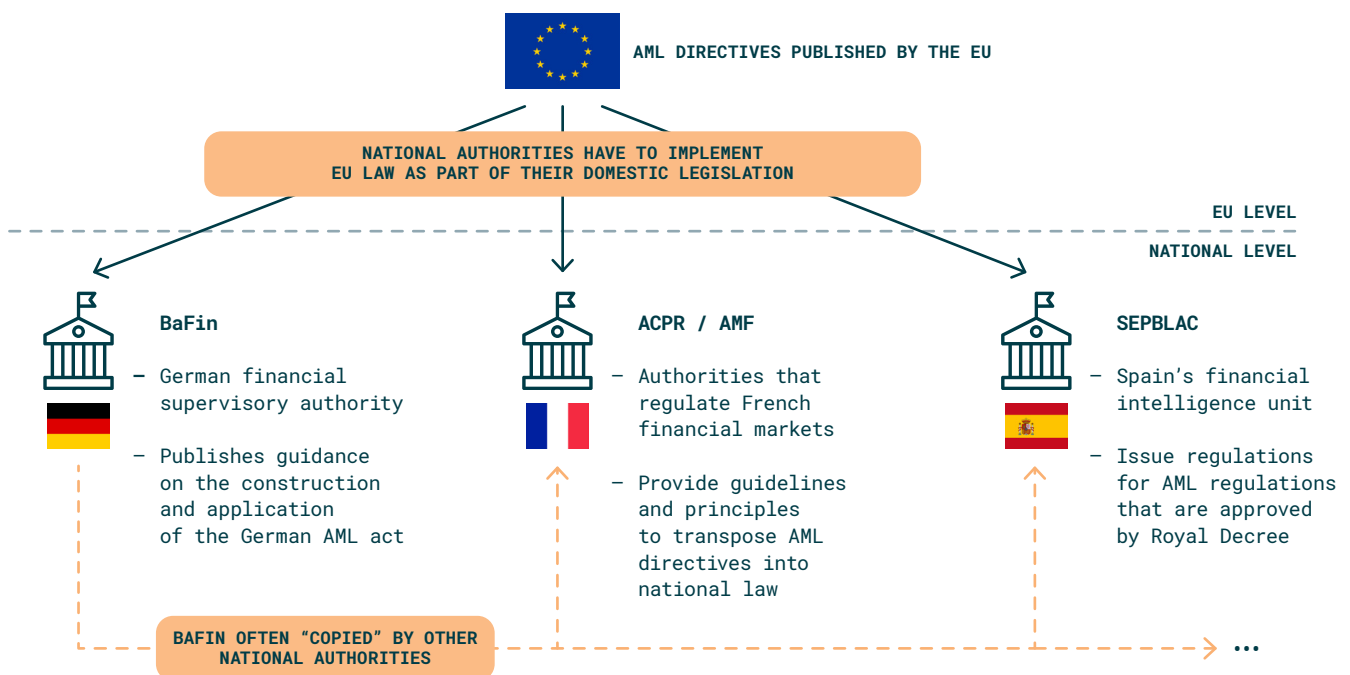 AML DIRECTIVES PUBLISHED BY THE EU
NATIONAL AUTHORITIES HAVE TO IMPLEMENT
EU LAW AS PART OF THEIR DOMESTIC LEGISLATION
EU LEVEL
NATIONAL LEVEL
BaFin
– German financial
supervisory authority
– Publishes guidance
on the construction
and application
of the German AML act
ACPR / AMF
– Authorities that
regulate French
financial markets
– Provide guidelines
and principles
to transpose AML
directives into
national law
SEPBLAC
– Spain’s financial
intelligence unit
– Issue regulations
for AML regulations
that are approved
by Royal Decree
BAFIN OFTEN “COPIED” BY OTHER
NATIONAL AUTHORITIES
...